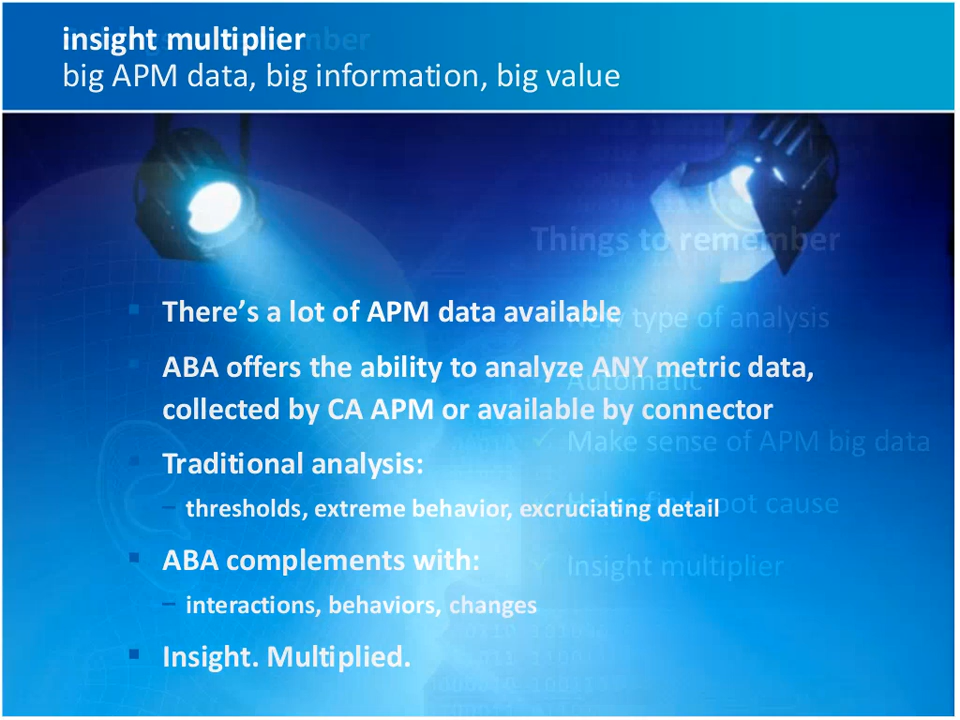 insight multiplier
big APM data, big information, big value
Things to remember
▪ There’s a lot of APM data available
New type of analysis
▪ ABA offers the ability to analyze ANY metric data,
Automatic
collected by CA APM or available by connector
✓ Make sense of APM big data
▪ Traditional analysis:
– thresholds, extreme behavior, excruciating detail
root cause
▪ ABA complements with:
✓ Insight multiplier
– interactions, behaviors, changes
▪ Insight. Multiplied.